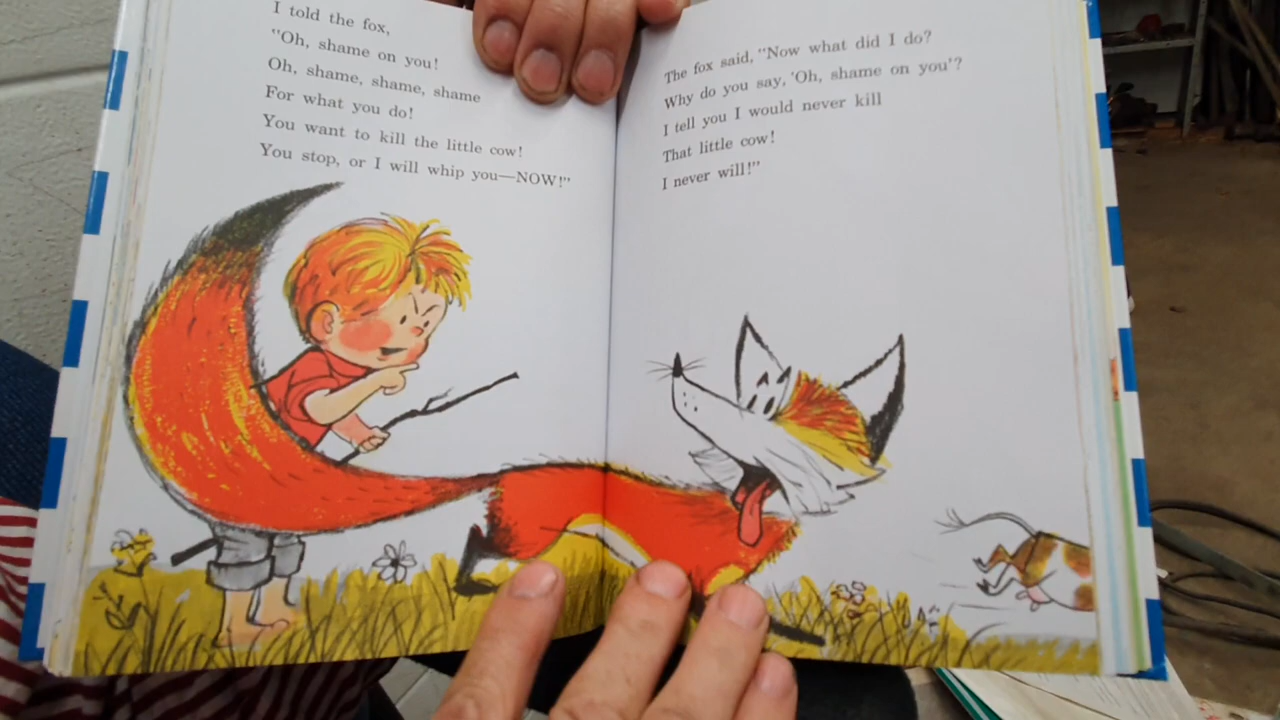 I told the fox,
"Oh, shame on you!
Oh, shame, shame, shame
For what you do!
You want to kill the little cow!
You stop, or I will whip you—NOW!"
The fox said, "Now what did I do?
Why do you say, 'Oh, shame on you'?
I tell you I would never kill
That little cow!
I never will!"